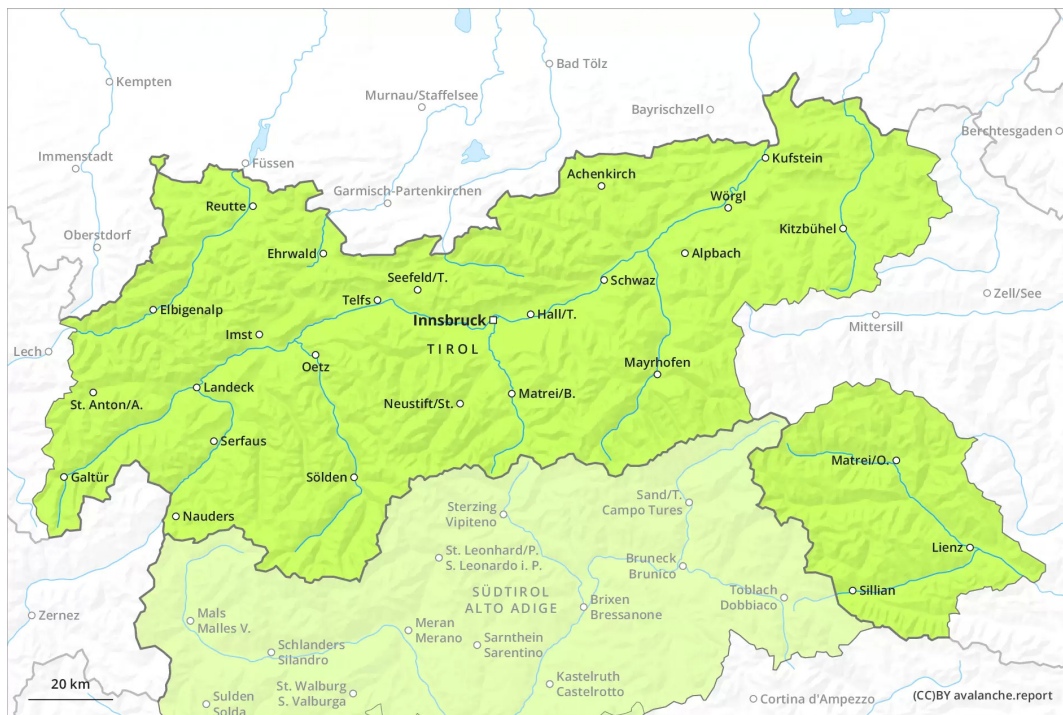 Kempten
Bad Tölz
Murnau/Staffelsee
Bayrischzell
Berchtesgaden
Immenstadt
Füssen
Kufstein
Achenkirch
Garmisch-Partenkirchen
Wörgl
Reutte
Oberstdorf
Kitzbühel
Ehrwald
Alpbach
Seefeld/T.
Schwaz
Zell/See
Telfs
Elbigenalp
Hall/T.
Innsbruck
Mittersill
Imst
TIROL
Lech
Oetz
Mayrhofen
Landeck
St. Anton/A.
Neustift/St.
Matrei/B.
Serfaus
Matrei/O.
Galtür
Sölden
Sand/T.
Campo Tures
Sterzing
Vipiteno
Nauders
Lienz
St. Leonhard/P.
S. Leonardo i. P.
Bruneck
Brunico
SÜDTIROL
ALTO ADIGE
Toblach
Dobbiaco
Sillian
Brixen
Bressanone
Zernez
Mals
Malles V.
Meran
Merano
Sarnthein
Sarentino
Schlanders
Silandro
Kastelruth
Castelrotto
20 km
St. Walburg
S. Valburga
Sulden
Solda
Cortina d'Ampezzo
(CC)BY avalanche.report